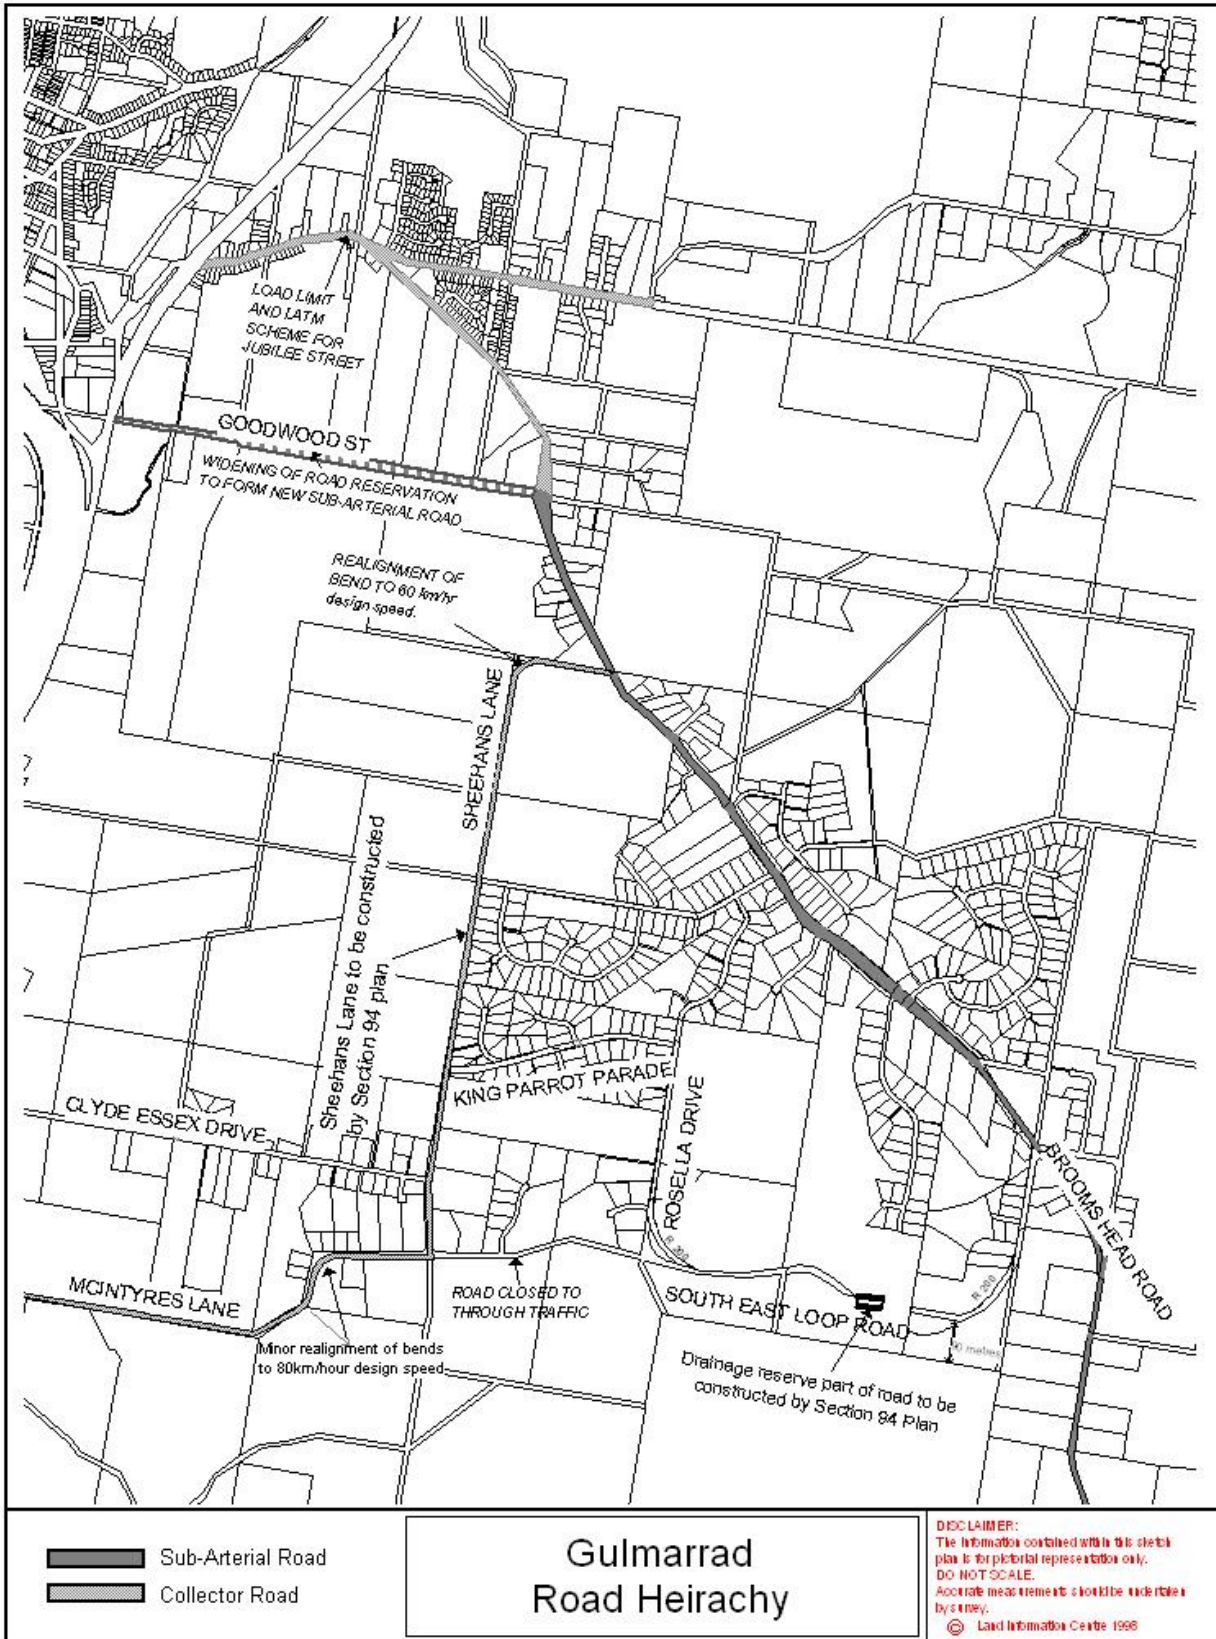 LOAD LIMIT
AND LATM
SCHEME FOR
JUBILEE STREET
GOODWOOD ST
WIDENING OF ROAD RESERVATION
TO FORM NEW SUB-ARTERIAL ROAD
REALIGNMENT OF
BEND TO 60 km/hr
design speed.
SHEEHANS LANE
Sheehans Lane to be constructed
by Section 94 plan
KING PARROT PARADE
CLYDE ESSEX DRIVE
ROSELLA DRIVE
R 200
BROOMS HEAD ROAD
MCINTYRES LANE
ROAD CLOSED TO
THROUGH TRAFFIC
SOUTH EAST LOOP ROAD
R 200
metres
Minor realignment of bends
to 80km/hour design speed
Drainage reserve part of road to be
constructed by Section 94 Plan
Sub-Arterial Road
Collector Road
Gulmarrad
Road Heirachy
DISCLAIMER:
The Information contained within this sketch
plan is for pictorial representation only.
DO NOT SCALE.
Accurate measurements should be undertaken
by survey.
© Land Information Centre 1998